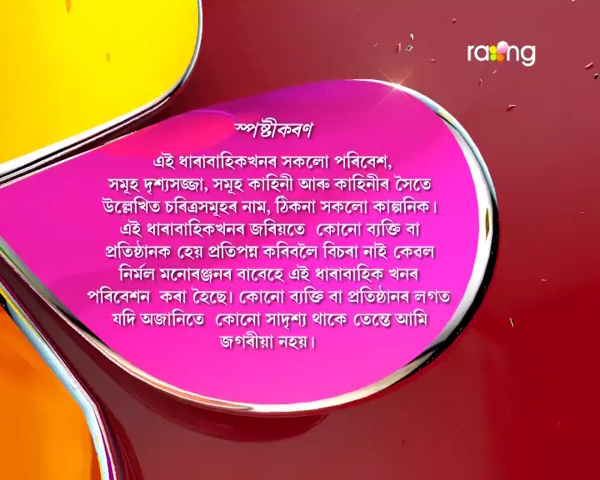 rang
স্পষ্টীকৰণ
এই ধাৰাবাহিকখনৰ সকলো পৰিবেশ,
সমূহ দৃশ্যসজ্জা, সমূহ কাহিনী আৰু কাহিনীৰ সৈতে
উল্লেখিত চৰিত্ৰসমূহৰ নাম, ঠিকনা সকলো কাল্পনিক।
এই ধাৰাবাহিকখনৰ জৰিয়তে কোনো ব্যক্তি বা
প্ৰতিষ্ঠানক হেয় প্ৰতিপন্ন কৰিবলৈ বিচৰা নাই কেৱল
নিৰ্মল মনোৰঞ্জনৰ বাবেহে এই ধাৰাবাহিক খনৰ
পৰিবেশন কৰা হৈছে। কোনো ব্যক্তি বা প্ৰতিষ্ঠানৰ লগত
যদি অজানিতে কোনো সাদৃশ্য থাকে তেন্তে আমি
জগৰীয়া নহয়।